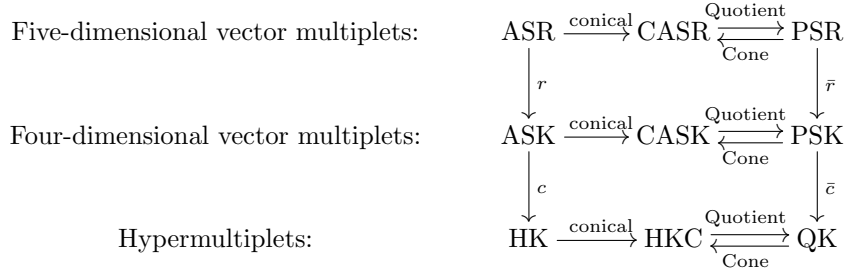 Quotient
Five-dimensional vector multiplets: ASR conical CASR PSR
Cone
r r̄
Quotient
Four-dimensional vector multiplets: ASK conical CASK PSK
Cone
c c̄
Quotient
Hypermultiplets: HK conical HKC QK
Cone